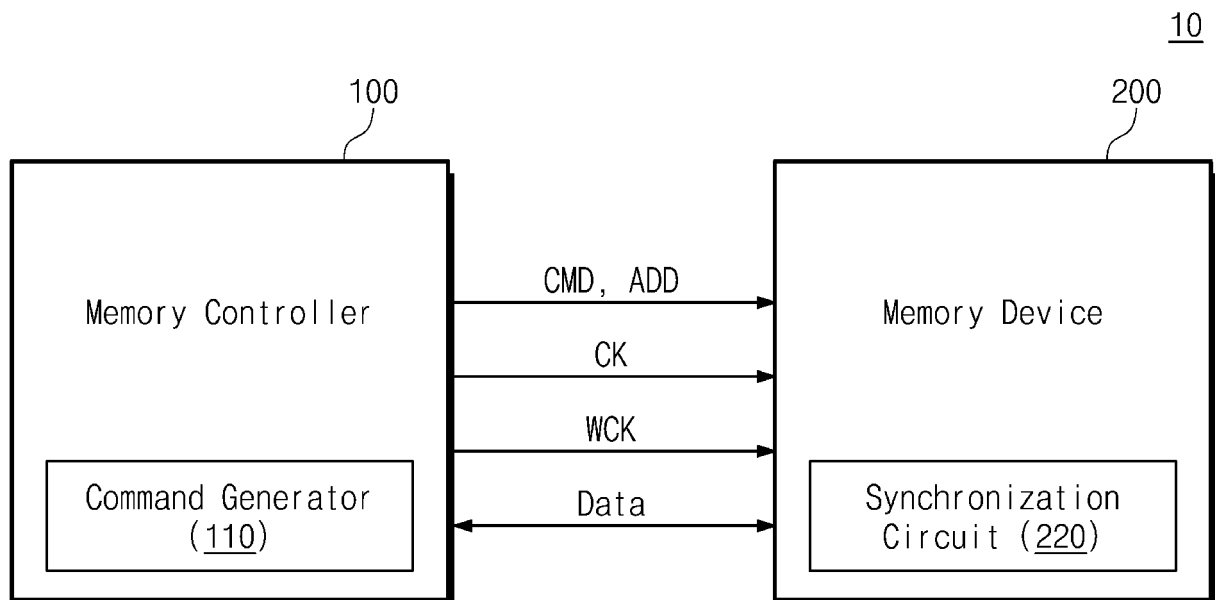 10
100
200
CMD, ADD
Memory Controller
Memory Device
CK
WCK
Command Generator
(110)
Data
Synchronization
Circuit (220)